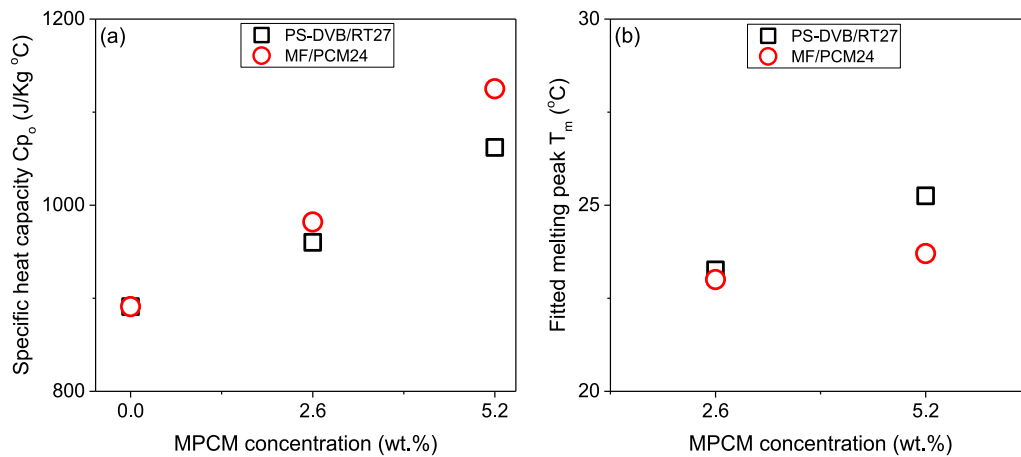 (a)
PS-DVB/RT27
MF/PCM24
Specific heat capacity Cpₒ (J/Kg °C)
1200
1000
800
0.0 2.6 5.2
MPCM concentration (wt.%)
(b)
PS-DVB/RT27
MF/PCM24
Fitted melting peak Tₘ (°C)
30
25
20
2.6 5.2
MPCM concentration (wt.%)